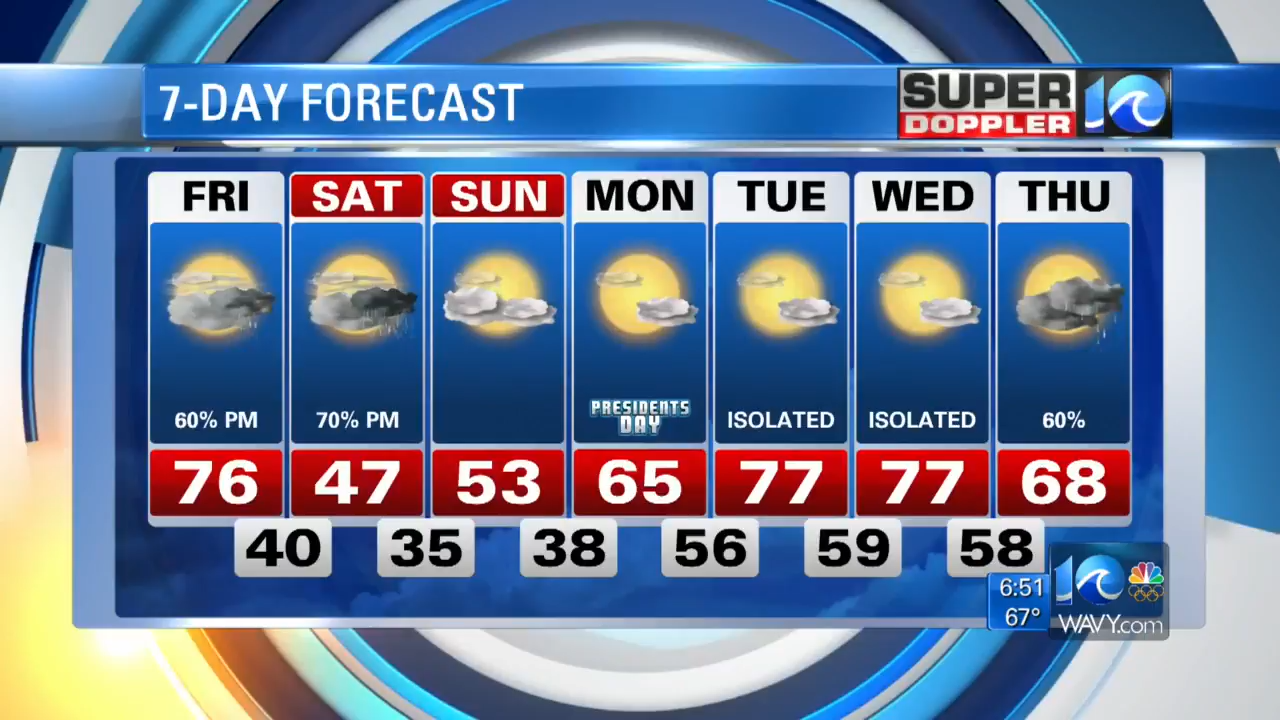 7-DAY FORECAST
SUPER DOPPLER 10
FRI SAT SUN MON TUE WED THU
60% PM 70% PM PRESIDENTS DAY ISOLATED ISOLATED 60%
76 47 53 65 77 77 68
40 35 38 56 59 58
6:51
67°
10
WAVY.com